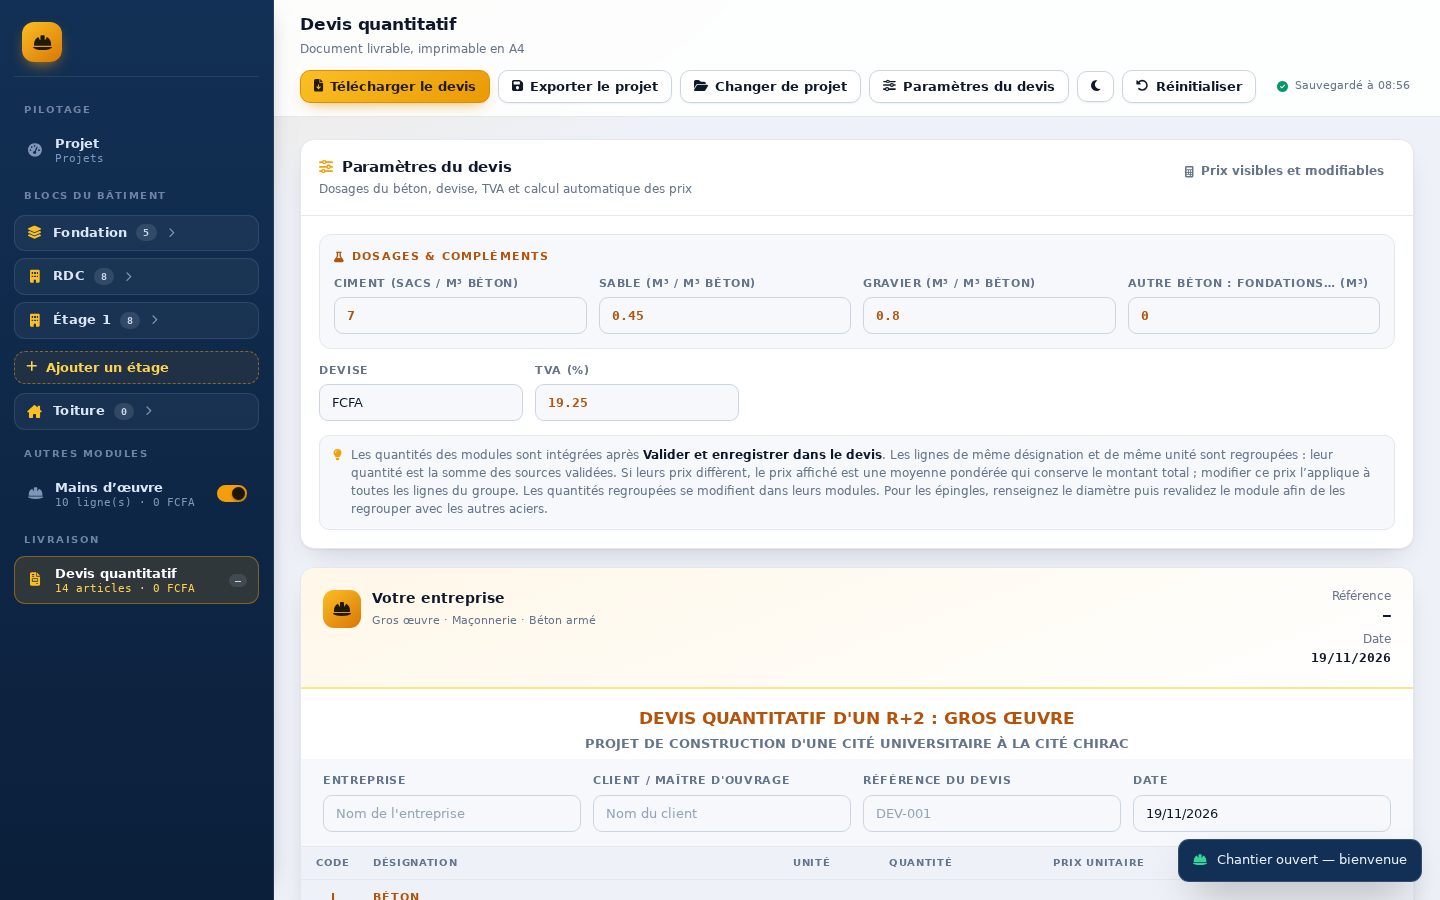 PILOTAGE
Projet
Projets
BLOCS DU BÂTIMENT
Fondation 5
RDC 8
Étage 1 8
+ Ajouter un étage
Toiture 0
AUTRES MODULES
Mains d’œuvre
10 ligne(s) · 0 FCFA
LIVRAISON
Devis quantitatif
14 articles · 0 FCFA
—
Devis quantitatif
Document livrable, imprimable en A4
Télécharger le devis
Exporter le projet
Changer de projet
Paramètres du devis
Réinitialiser
Sauvegardé à 08:56
Paramètres du devis
Dosages du béton, devise, TVA et calcul automatique des prix
Prix visibles et modifiables
DOSAGES & COMPLÉMENTS
CIMENT (SACS / M³ BÉTON)
SABLE (M³ / M³ BÉTON)
GRAVIER (M³ / M³ BÉTON)
AUTRE BÉTON : FONDATIONS… (M³)
7
0.45
0.8
0
DEVISE
TVA (%)
FCFA
19.25
Les quantités des modules sont intégrées après Valider et enregistrer dans le devis. Les lignes de même désignation et de même unité sont regroupées : leur
quantité est la somme des sources validées. Si leurs prix diffèrent, le prix affiché est une moyenne pondérée qui conserve le montant total ; modifier ce prix l’applique à
toutes les lignes du groupe. Les quantités regroupées se modifient dans leurs modules. Pour les épingles, renseignez le diamètre puis revalidez le module afin de les
regrouper avec les autres aciers.
Votre entreprise
Gros œuvre · Maçonnerie · Béton armé
Référence
—
Date
19/11/2026
DEVIS QUANTITATIF D'UN R+2 : GROS ŒUVRE
PROJET DE CONSTRUCTION D'UNE CITÉ UNIVERSITAIRE À LA CITÉ CHIRAC
ENTREPRISE
CLIENT / MAÎTRE D'OUVRAGE
RÉFÉRENCE DU DEVIS
DATE
Nom de l'entreprise
Nom du client
DEV-001
19/11/2026
CODE
DÉSIGNATION
UNITÉ
QUANTITÉ
PRIX UNITAIRE
Chantier ouvert — bienvenue
I
BÉTON